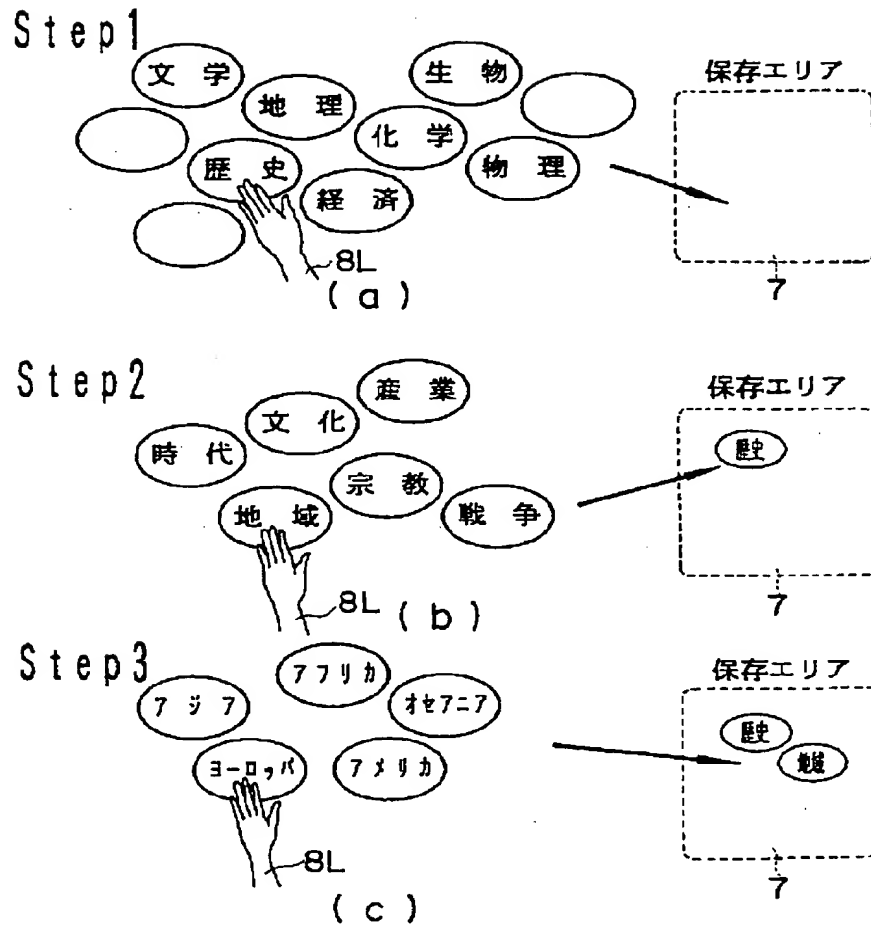 Step1
文学
生物
保存エリア
地理
化学
歴史
物理
経済
8L
7
(a)
Step2
産業
保存エリア
文化
歴史
時代
宗教
地域
戦争
8L
7
(b)
Step3
アフリカ
保存エリア
アジア
オセアニア
歴史
地域
ヨーロッパ
アメリカ
8L
7
(c)